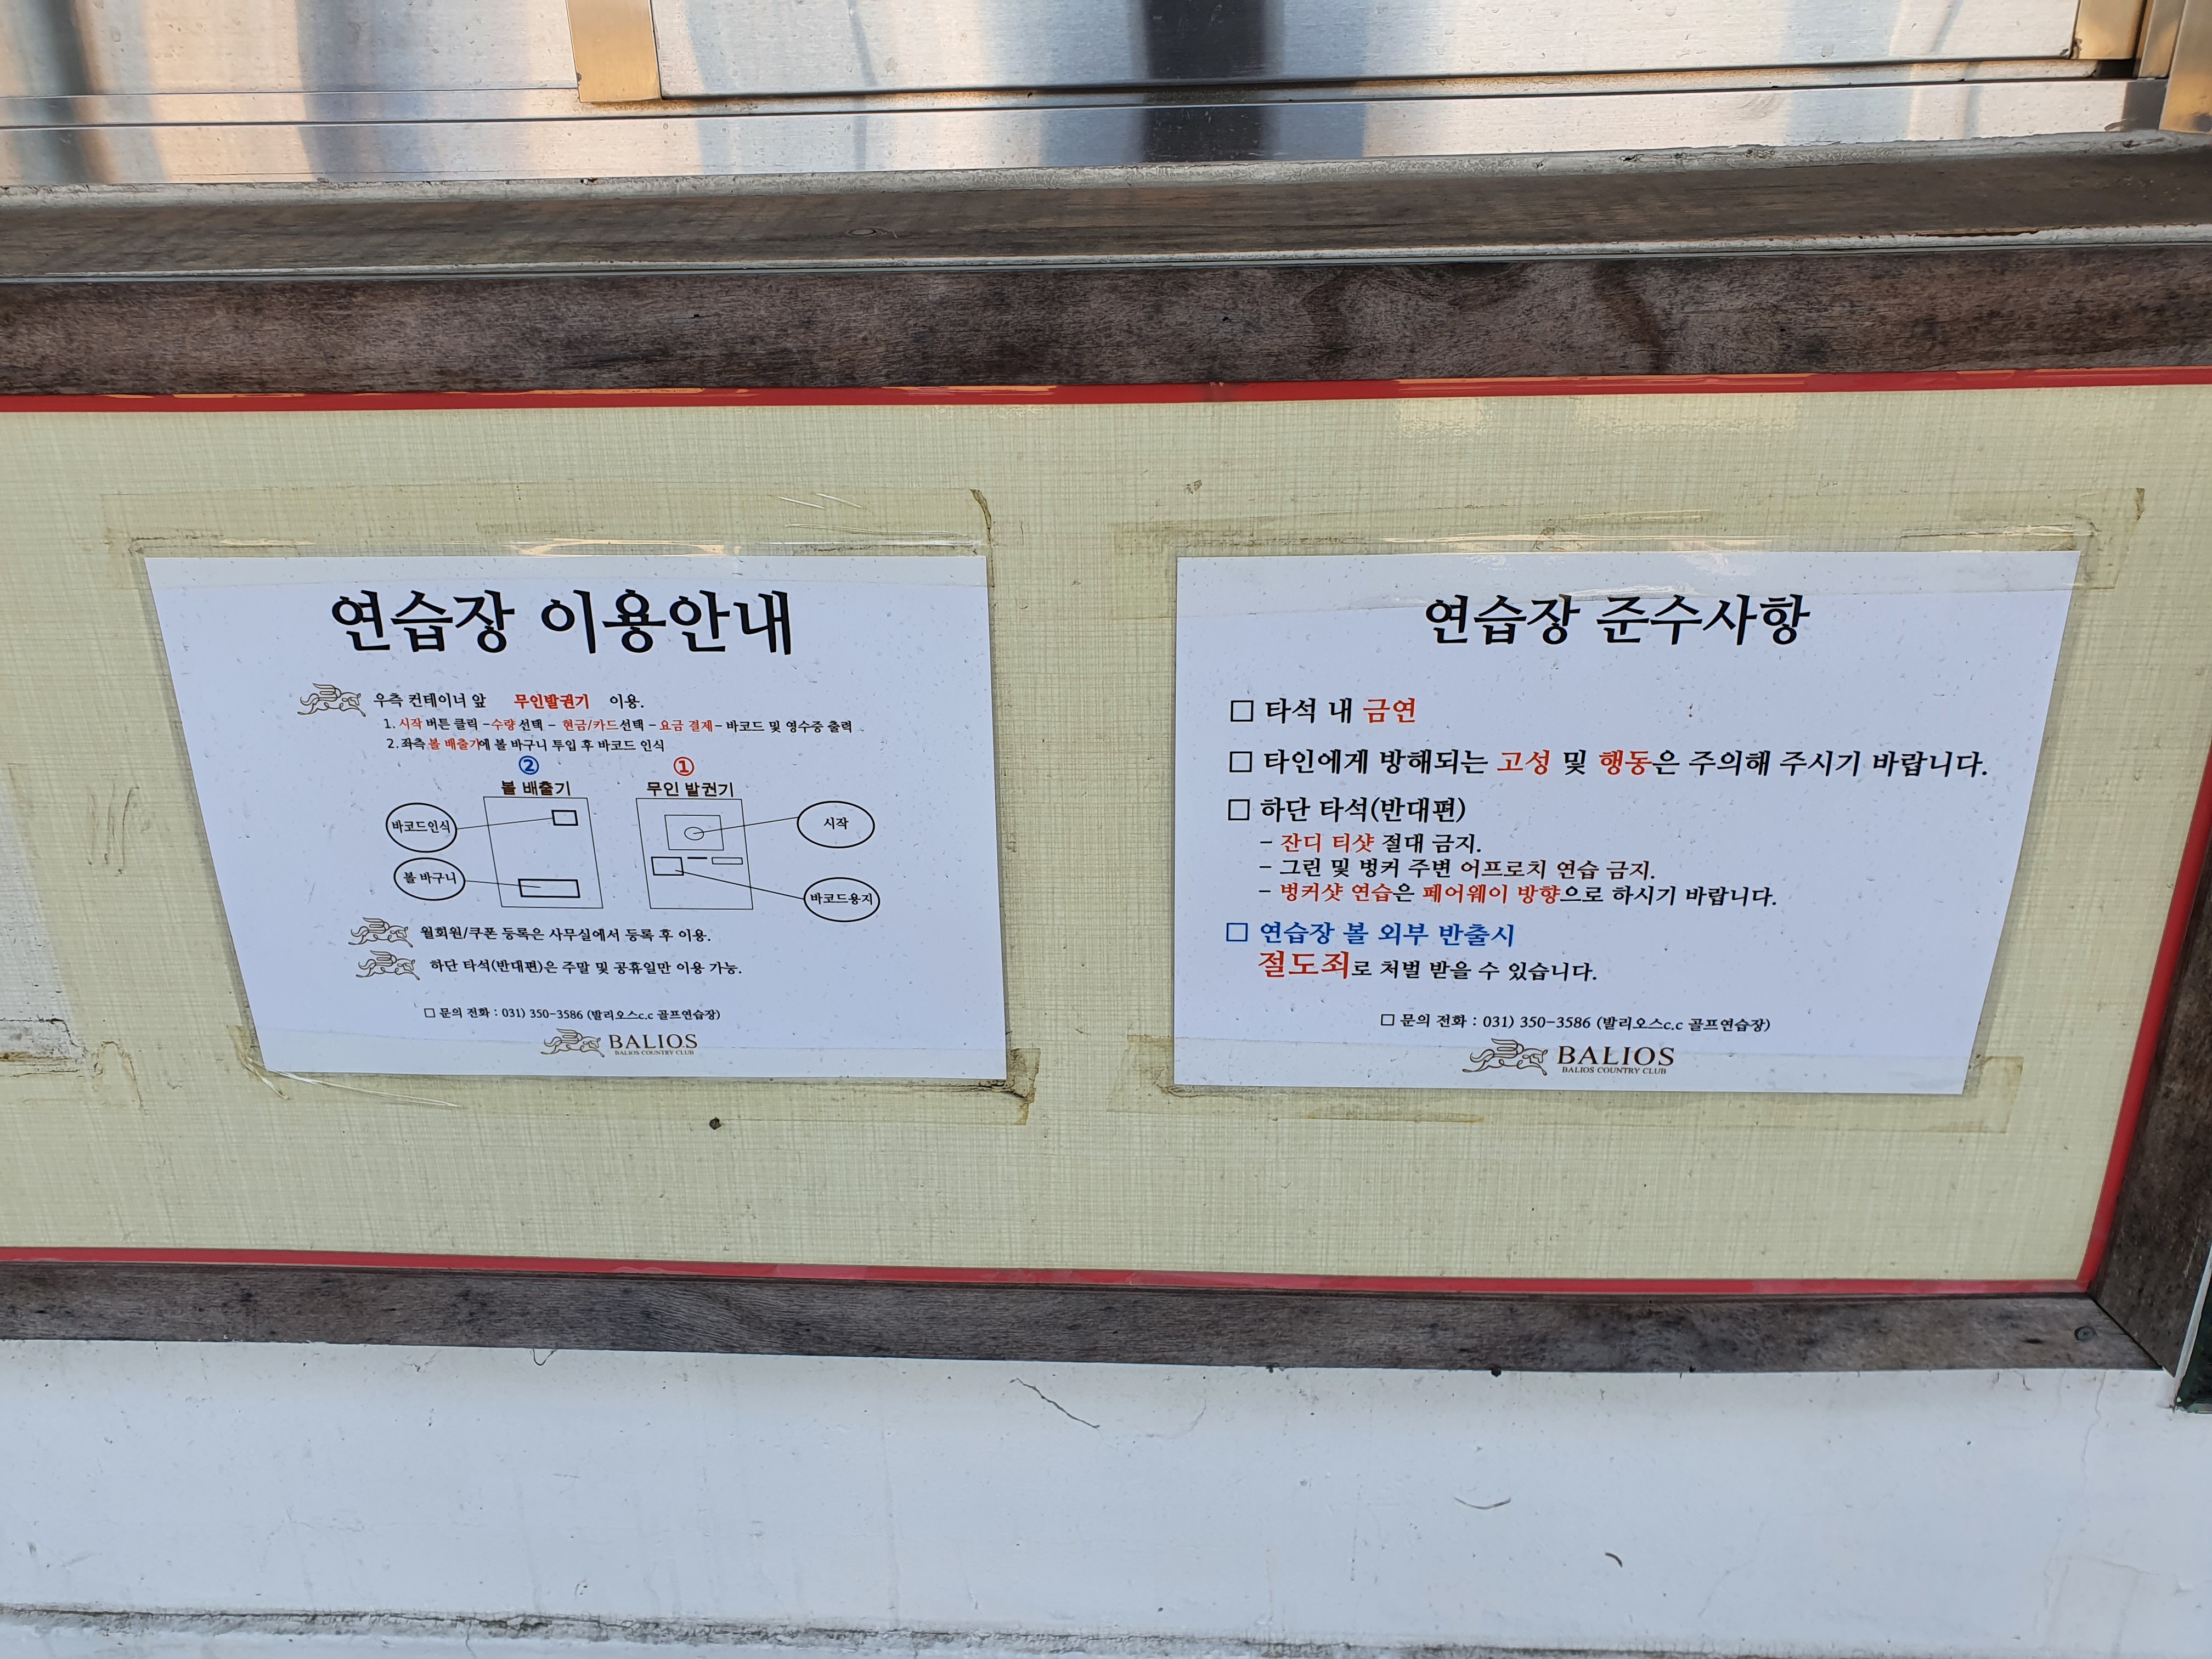 연습장 이용안내
우측 컨테이너 앞 무인발권기 이용.
1. 시작 버튼 클릭 -수량 선택 - 현금/카드선택 - 요금 결제- 바코드 및 영수증 출력
2. 좌측 볼 배출기에 볼 바구니 투입 후 바코드 인식
② ①
볼 배출기 무인 발권기
바코드인식 시작
볼 바구니 바코드용지
월회원/쿠폰 등록은 사무실에서 등록 후 이용.
하단 타석(반대편)은 주말 및 공휴일만 이용 가능.
□ 문의 전화 : 031) 350-3586 (발리오스c.c 골프연습장)
BALIOS
BALIOS COUNTRY CLUB
연습장 준수사항
□ 타석 내 금연
□ 타인에게 방해되는 고성 및 행동은 주의해 주시기 바랍니다.
□ 하단 타석(반대편)
- 잔디 티샷 절대 금지.
- 그린 및 벙커 주변 어프로치 연습 금지.
- 벙커샷 연습은 페어웨이 방향으로 하시기 바랍니다.
□ 연습장 볼 외부 반출시
절도죄로 처벌 받을 수 있습니다.
□ 문의 전화 : 031) 350-3586 (발리오스c.c 골프연습장)
BALIOS
BALIOS COUNTRY CLUB